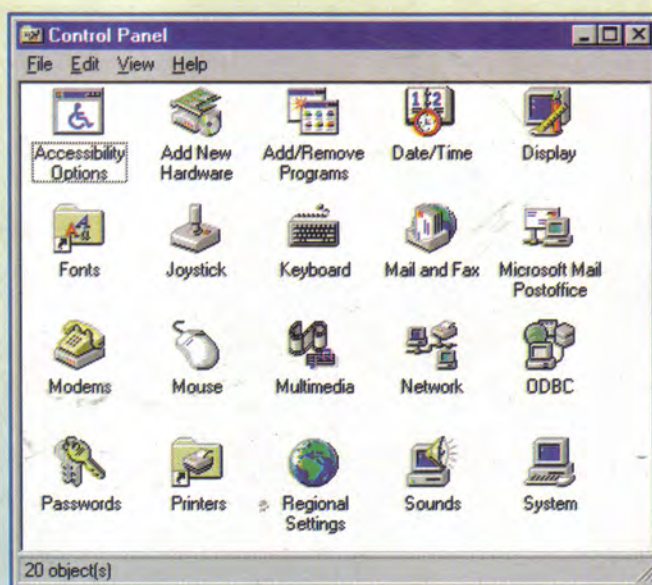 Control Panel
File Edit View Help
Accessibility Options
Add New Hardware
Add/Remove Programs
Date/Time
Display
Fonts
Joystick
Keyboard
Mail and Fax
Microsoft Mail Postoffice
Modems
Mouse
Multimedia
Network
ODBC
Passwords
Printers
Regional Settings
Sounds
System
20 object(s)